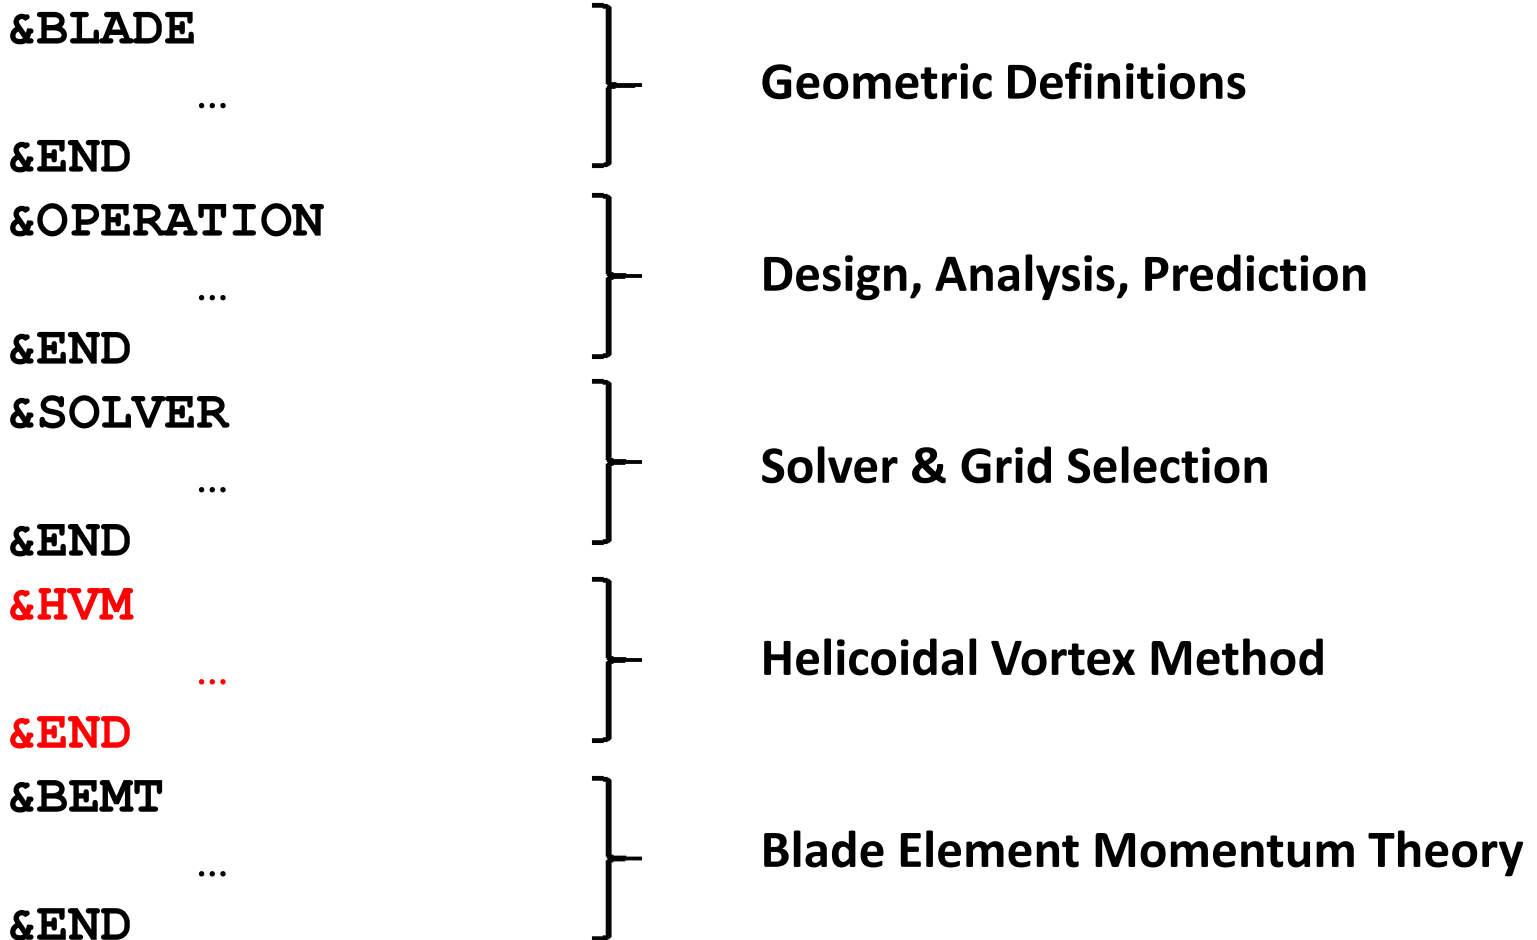 &BLADE
Geometric Definitions
...
&END
&OPERATION
Design, Analysis, Prediction
...
&END
&SOLVER
Solver & Grid Selection
...
&END
&HVM
Helicoidal Vortex Method
...
&END
&BEMT
Blade Element Momentum Theory
...
&END